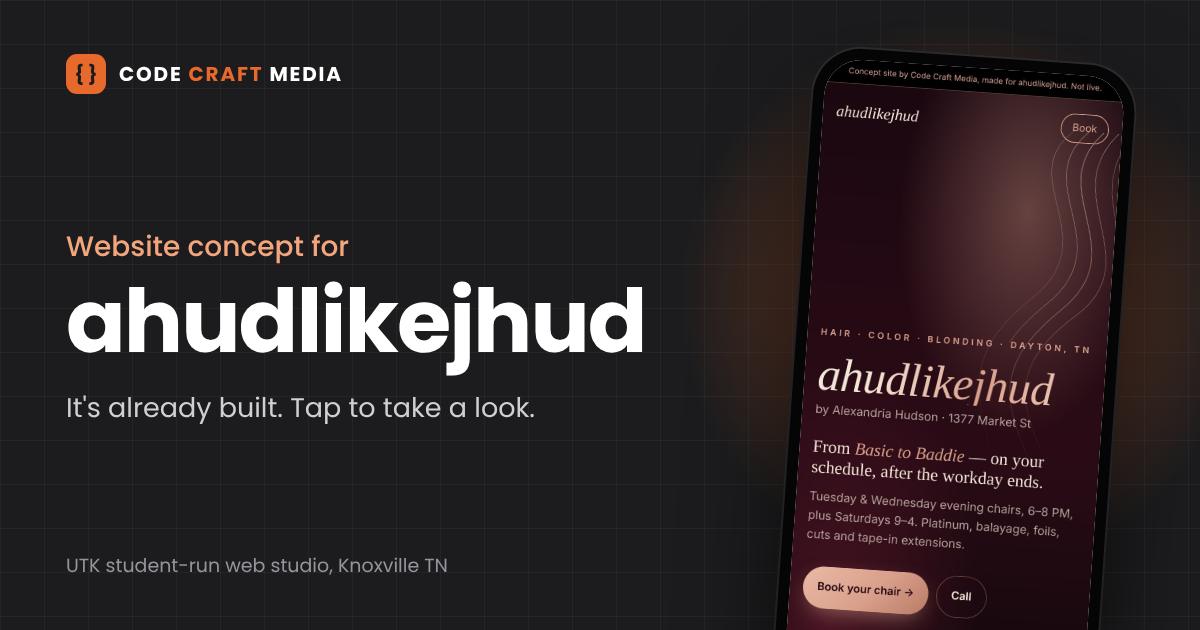 { } CODE CRAFT MEDIA
Website concept for
ahudlikejhud
It's already built. Tap to take a look.
UTK student-run web studio, Knoxville TN
Concept site by Code Craft Media, made for ahudlikejhud. Not live.
ahudlikejhud
Book
HAIR · COLOR · BLONDING · DAYTON, TN
ahudlikejhud
by Alexandria Hudson · 1377 Market St
From Basic to Baddie — on your
schedule, after the workday ends.
Tuesday & Wednesday evening chairs, 6–8 PM,
plus Saturdays 9–4. Platinum, balayage, foils,
cuts and tape-in extensions.
Book your chair →
Call